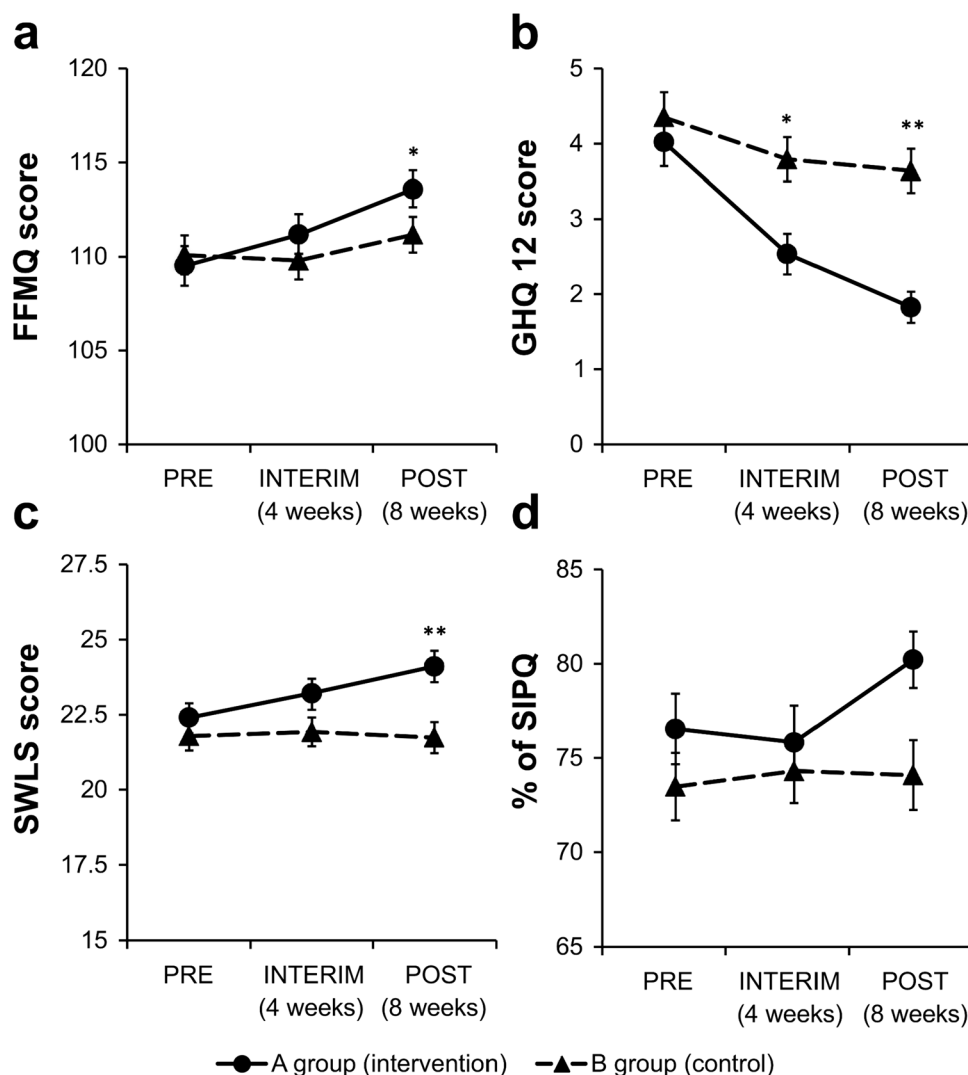 a
120
115
110
105
100
FFMQ score
*
PRE
INTERIM
(4 weeks)
POST
(8 weeks)
b
5
4
3
2
1
0
GHQ 12 score
*
**
PRE
INTERIM
(4 weeks)
POST
(8 weeks)
c
27.5
25
22.5
20
17.5
15
SWLS score
**
PRE
INTERIM
(4 weeks)
POST
(8 weeks)
d
85
80
75
70
65
% of SIPQ
PRE
INTERIM
(4 weeks)
POST
(8 weeks)
A group (intervention)
B group (control)